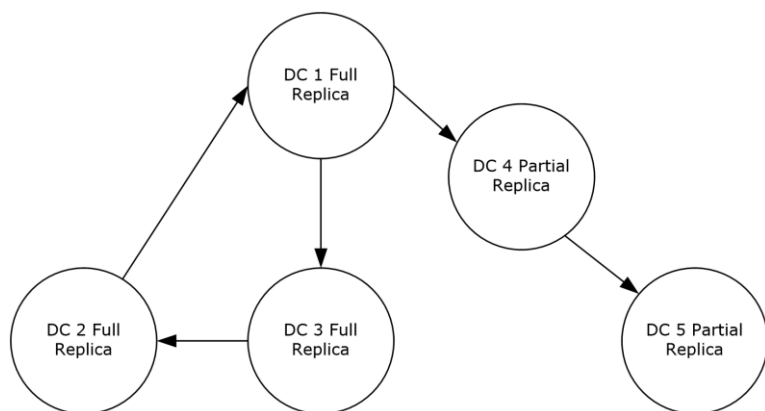 DC 1 Full
Replica
DC 4 Partial
Replica
DC 2 Full
Replica
DC 3 Full
Replica
DC 5 Partial
Replica